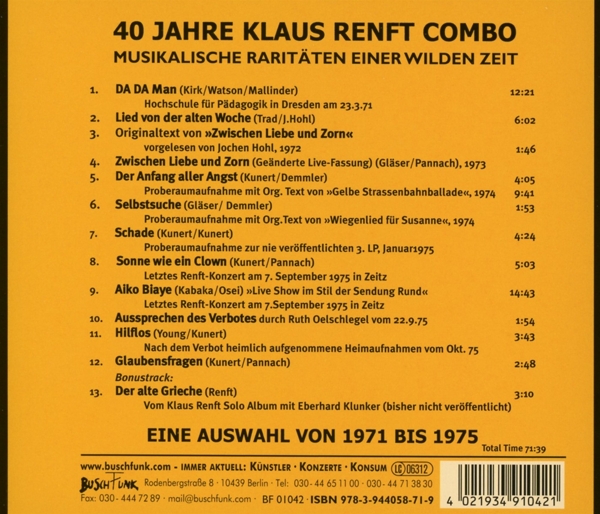 40 JAHRE KLAUS RENFT COMBO
MUSIKALISCHE RARITÄTEN EINER WILDEN ZEIT
1. DA DA Man (Kirk/Watson/Mallinder) 12:21
Hochschule für Pädagogik in Dresden am 23.3.71
2. Lied von der alten Woche (Trad/J.Hohl) 6:02
3. Originaltext von »Zwischen Liebe und Zorn«
vorgelesen von Jochen Hohl, 1972 1:46
4. Zwischen Liebe und Zorn (Geänderte Live-Fassung) (Gläser/Pannach), 1973
5. Der Anfang aller Angst (Kunert/Demmler) 4:05
Proberaumaufnahme mit Org. Text von »Gelbe Strassenbahnballade«, 1974 9:41
6. Selbstsuche (Gläser/ Demmler) 1:53
Proberaumaufnahme mit Org.Text von »Wiegenlied für Susanne«, 1974
7. Schade (Kunert/Kunert) 4:24
Proberaumaufnahme zur nie veröffentlichten 3. LP, Januar1975
8. Sonne wie ein Clown (Kunert/Pannach) 5:03
Letztes Renft-Konzert am 7. September 1975 in Zeitz
9. Aiko Biaye (Kabaka/Osei) »Live Show im Stil der Sendung Rund« 14:43
Letztes Renft-Konzert am 7.September 1975 in Zeitz
10. Aussprechen des Verbotes durch Ruth Oelschlegel vom 22.9.75 1:54
11. Hilflos (Young/Kunert) 3:43
Nach dem Verbot heimlich aufgenommene Heimaufnahmen vom Okt. 75
12. Glaubensfragen (Kunert/Pannach) 2:48
Bonustrack:
13. Der alte Grieche (Renft) 3:10
Vom Klaus Renft Solo Album mit Eberhard Klunker (bisher nicht veröffentlicht)
EINE AUSWAHL VON 1971 BIS 1975
Total Time 71:39
www.buschfunk.com - IMMER AKTUELL: KÜNSTLER · KONZERTE · KONSUM LC 06312
BUSCHFUNK Rodenbergstraße 8 · 10439 Berlin · Tel: 030 - 44 65 11 00 · 030 - 44 71 38 30
Fax: 030 - 444 72 89 · mail@buschfunk.com · BF 01042 · ISBN 978-3-944058-71-9
4 021934 910421